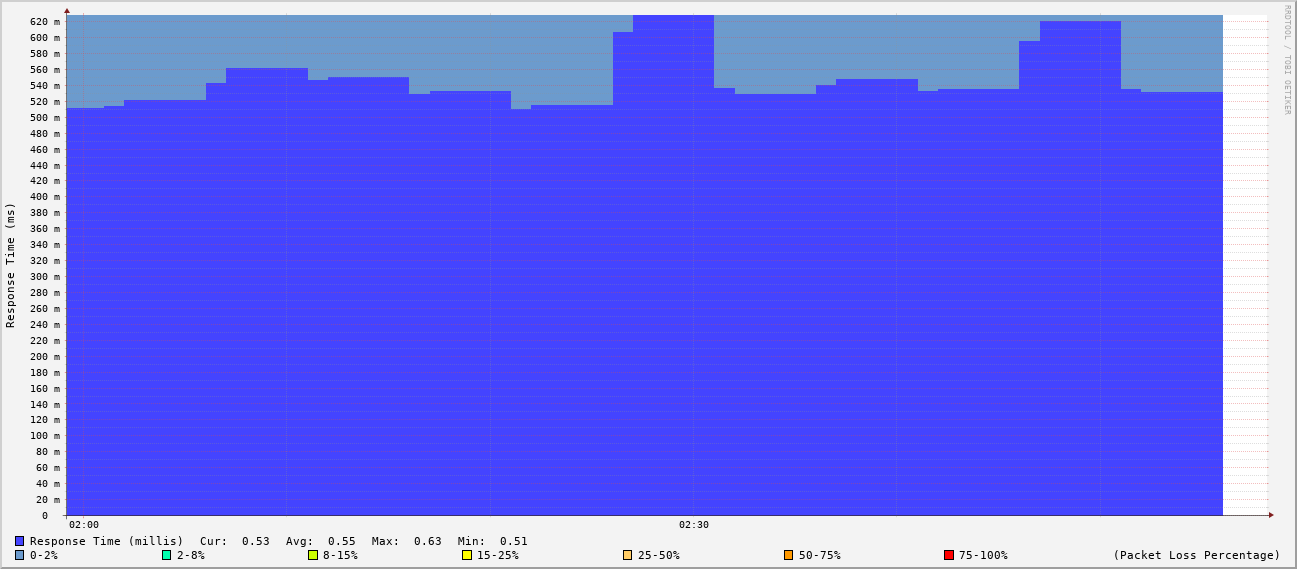 620 m
600 m
580 m
560 m
540 m
520 m
500 m
480 m
460 m
440 m
420 m
400 m
380 m
360 m
340 m
320 m
300 m
280 m
260 m
240 m
220 m
200 m
180 m
160 m
140 m
120 m
100 m
80 m
60 m
40 m
20 m
0
Response Time (ms)
RRDTOOL / TOBI OETIKER
02:00 02:30
Response Time (millis) Cur: 0.53 Avg: 0.55 Max: 0.63 Min: 0.51
0-2% 2-8% 8-15% 15-25% 25-50% 50-75% 75-100% (Packet Loss Percentage)